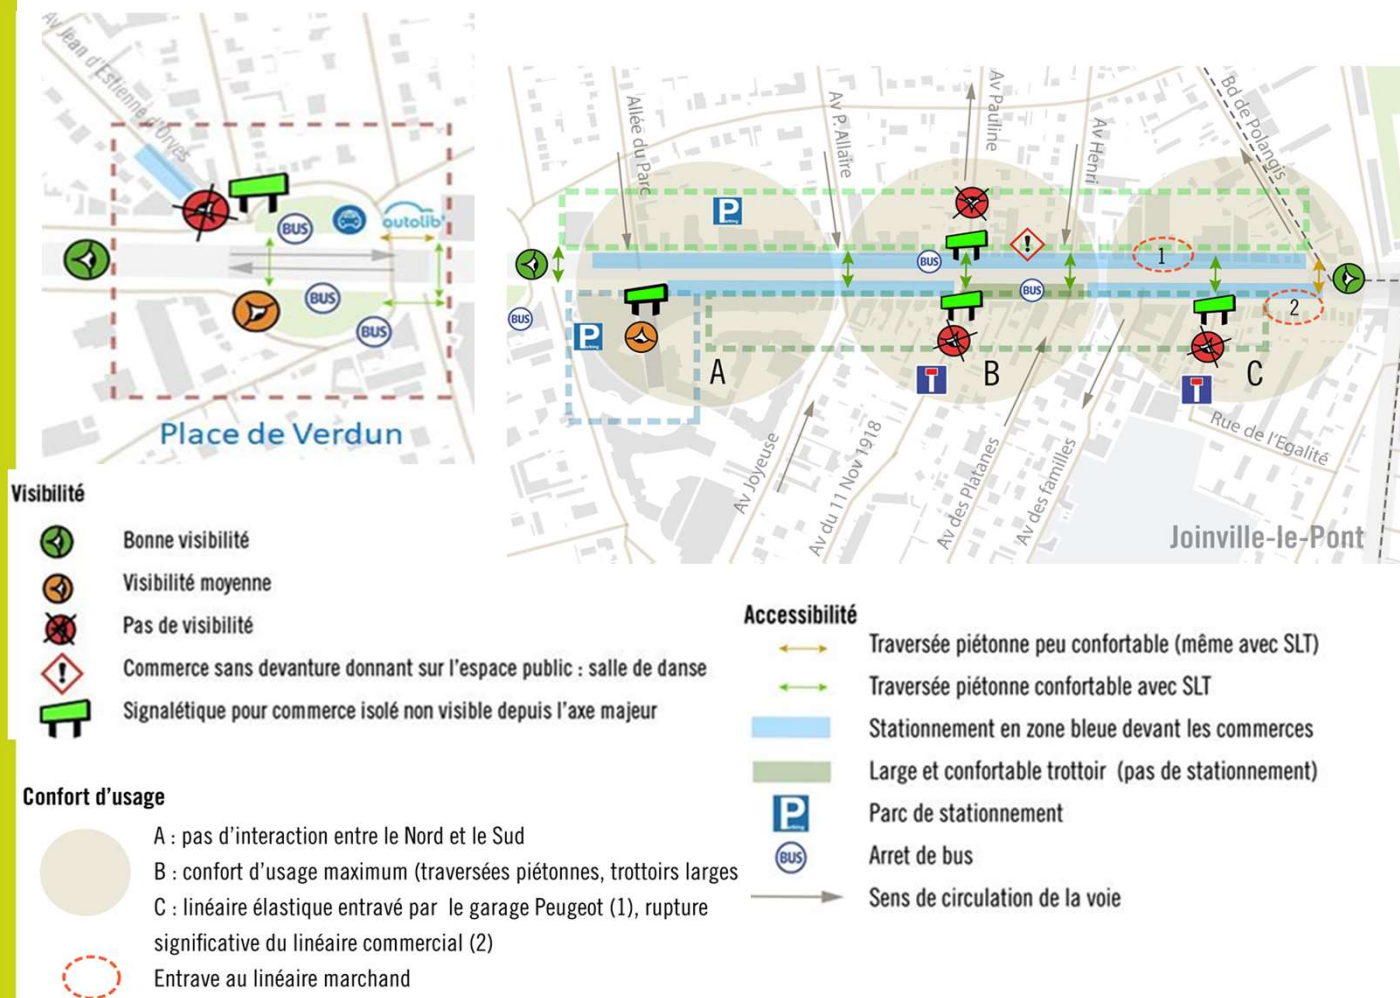 Av Jean d'Estienne d'Orves
BUS
autolib'
BUS
BUS
Place de Verdun
Allée du Parc
Av P. Allaire
Av Pauline
Av Henri
Bd de Polangis
P
BUS
!
1
BUS
BUS
P
2
A
B
C
Av Joyeuse
Av du 11 Nov 1918
Av des Platanes
Av des familles
Rue de l'Egalité
Joinville-le-Pont
Visibilité
Bonne visibilité
Visibilité moyenne
Pas de visibilité
! Commerce sans devanture donnant sur l'espace public : salle de danse
Signalétique pour commerce isolé non visible depuis l'axe majeur
Confort d'usage
A : pas d'interaction entre le Nord et le Sud
B : confort d'usage maximum (traversées piétonnes, trottoirs larges
C : linéaire élastique entravé par le garage Peugeot (1), rupture
significative du linéaire commercial (2)
Entrave au linéaire marchand
Accessibilité
Traversée piétonne peu confortable (même avec SLT)
Traversée piétonne confortable avec SLT
Stationnement en zone bleue devant les commerces
Large et confortable trottoir (pas de stationnement)
P Parc de stationnement
BUS Arret de bus
Sens de circulation de la voie